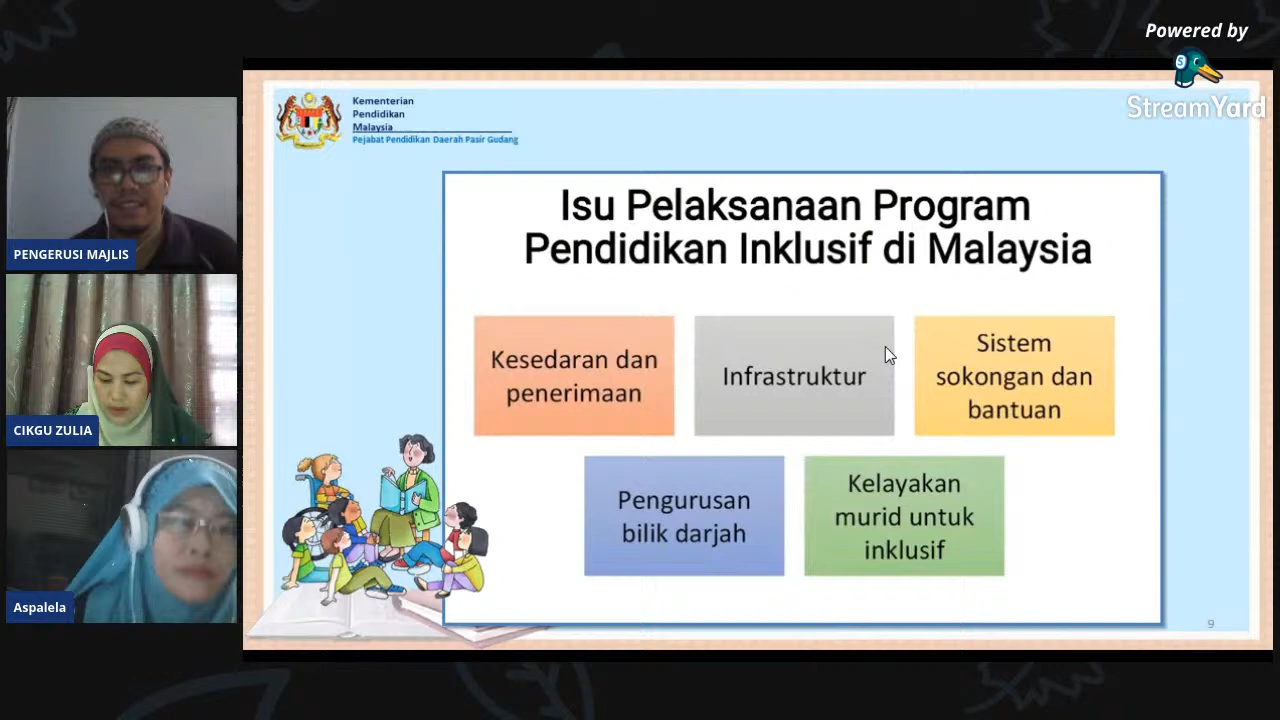 Powered by
StreamYard
Kementerian
Pendidikan
Malaysia
Pejabat Pendidikan Daerah Pasir Gudang
Isu Pelaksanaan Program
Pendidikan Inklusif di Malaysia
Kesedaran dan
penerimaan
Infrastruktur
Sistem
sokongan dan
bantuan
Pengurusan
bilik darjah
Kelayakan
murid untuk
inklusif
9
PENGERUSI MAJLIS
CIKGU ZULIA
Aspalela